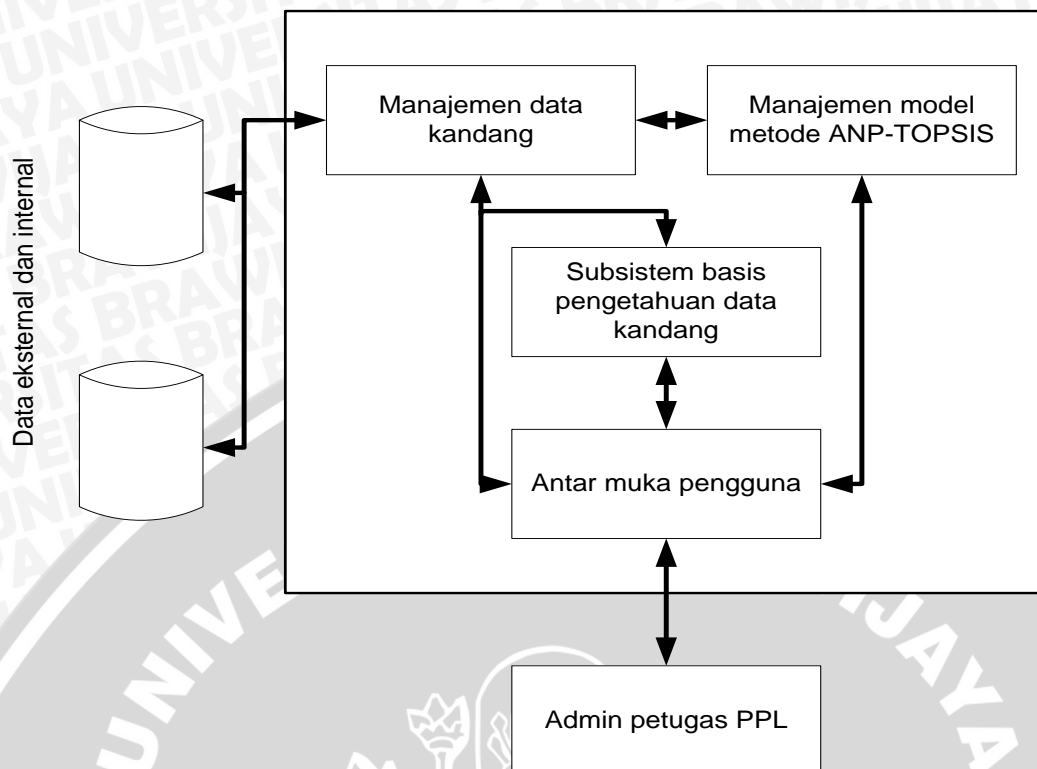 Data eksternal dan internal
Manajemen data
kandang
Manajemen model
metode ANP-TOPSIS
Subsistem basis
pengetahuan data
kandang
Antar muka pengguna
Admin petugas PPL